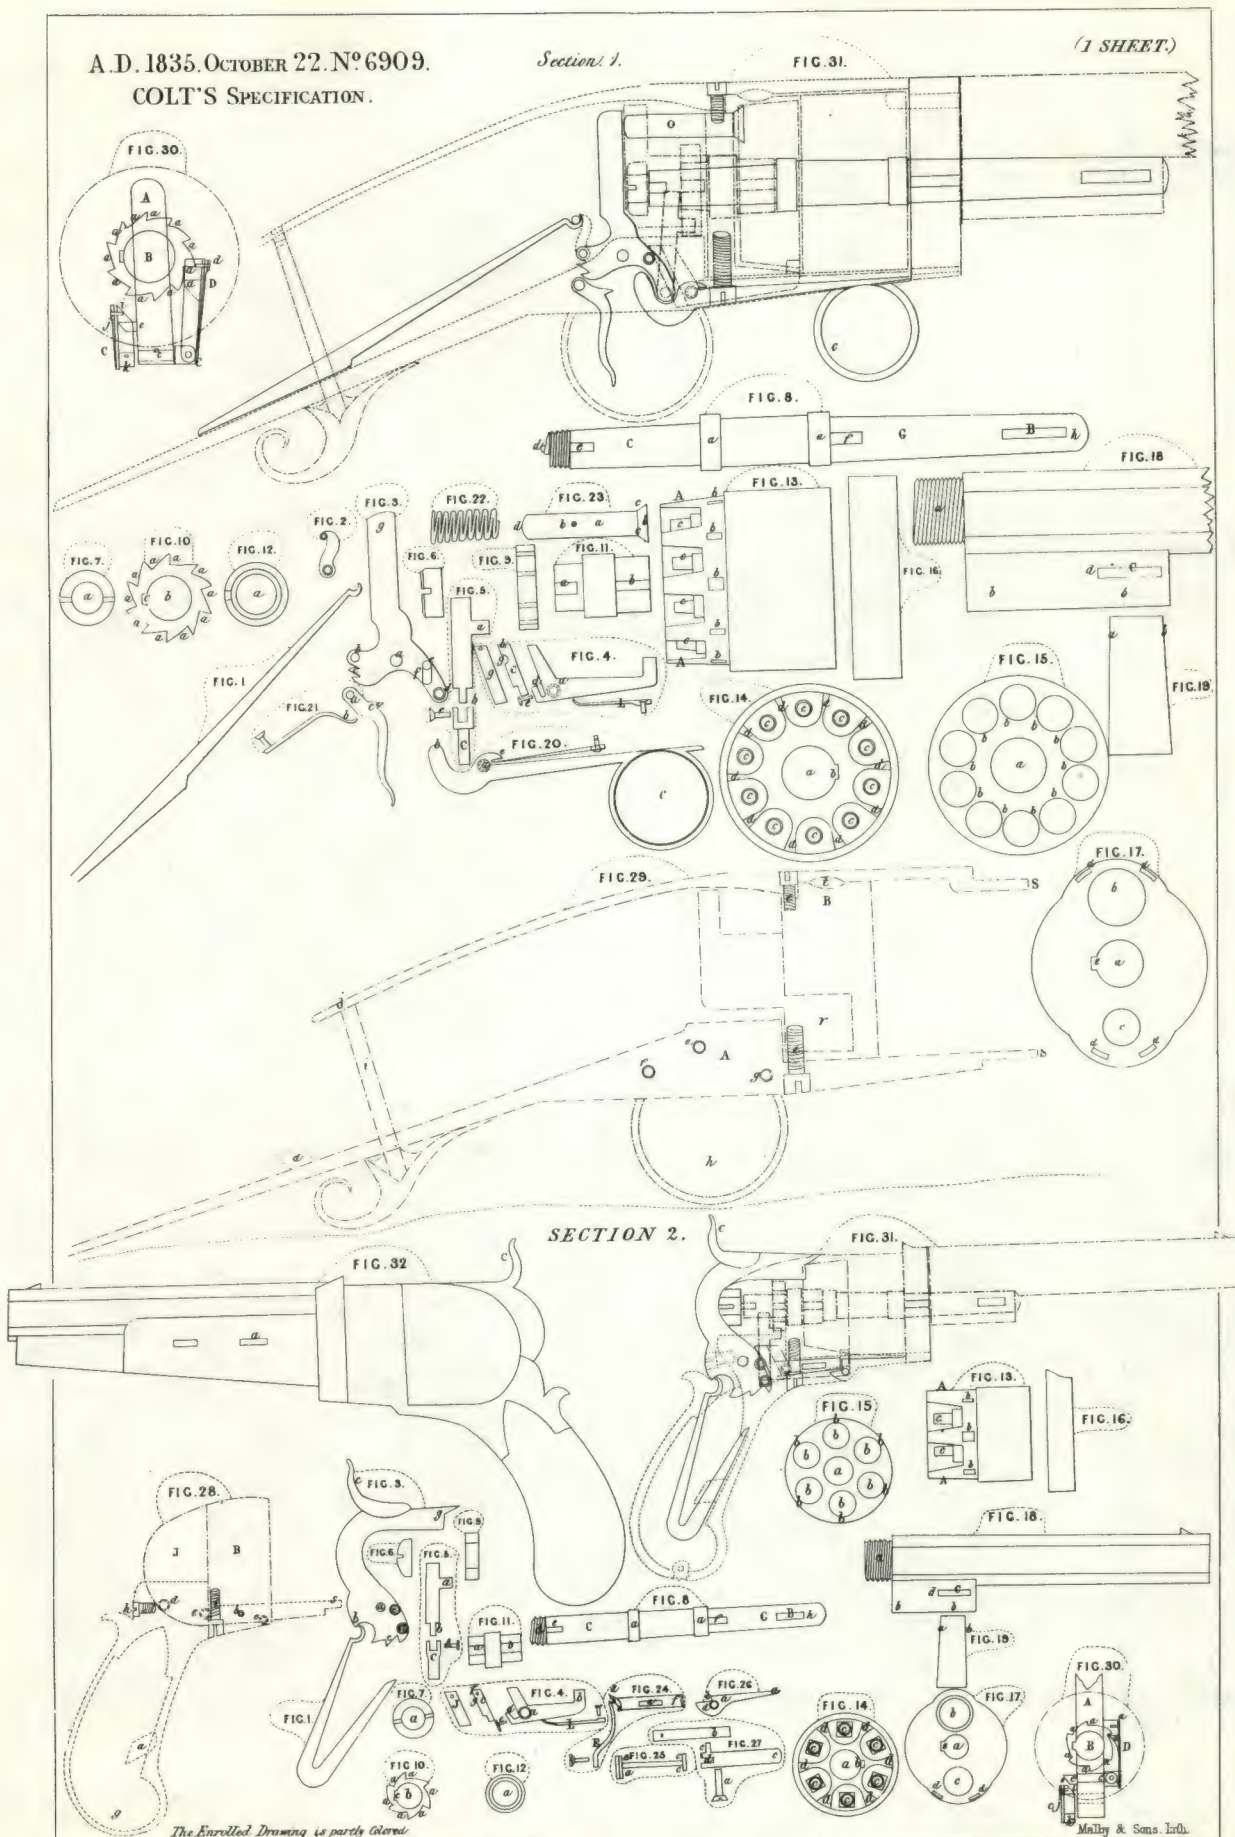 A.D. 1835. OCTOBER 22. Nº 6909.
COLT'S SPECIFICATION.
Section. 1.
(1 SHEET.)
FIG. 31.
FIG. 30.
A
B
C
D
O
c
FIG. 8.
d
e
C
a
a
f
G
B
h
FIG. 18
FIG. 3.
FIG. 22.
FIG. 23.
FIG. 13.
FIG. 2.
FIG. 10.
FIG. 7.
FIG. 12.
FIG. 6.
FIG. 9.
FIG. 11.
FIG. 16.
FIG. 5.
FIG. 4.
FIG. 1
FIG. 21
FIG. 20.
FIG. 14.
FIG. 15.
FIG. 19.
FIG. 17.
FIG. 29.
t
B
S
r
A
d
h
SECTION 2.
FIG. 32
FIG. 31.
FIG. 15
FIG. 13.
FIG. 16.
FIG. 28.
J
B
FIG. 3.
FIG. 9.
FIG. 6.
FIG. 5.
FIG. 18.
FIG. 8
FIG. 11.
FIG. 19
FIG. 30.
FIG. 1
FIG. 7.
FIG. 4.
FIG. 24.
FIG. 26
FIG. 14
FIG. 17.
FIG. 25
FIG. 27
FIG. 10.
FIG. 12
g
The Enrolled Drawing is partly Colored
Malby & Sons. Lith.